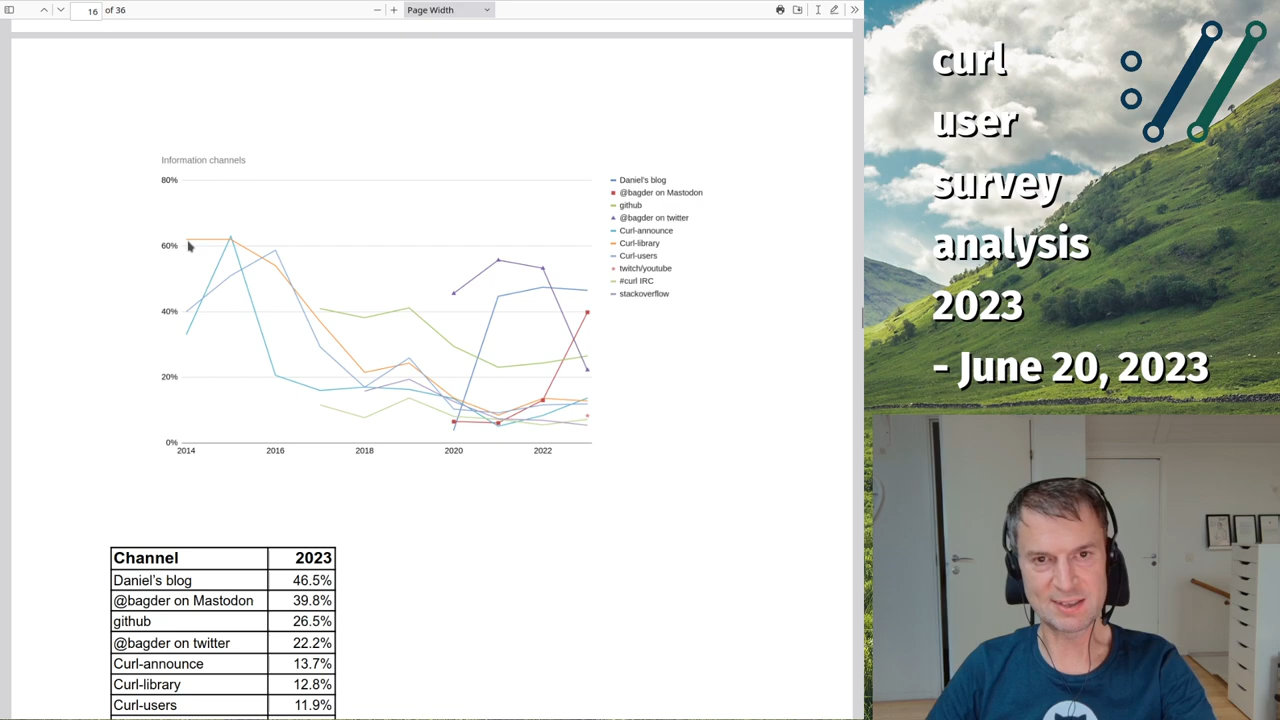 16 of 36
Page Width
Information channels
80%
60%
40%
20%
0%
2014
2016
2018
2020
2022
Daniel's blog
@bagder on Mastodon
github
@bagder on twitter
Curl-announce
Curl-library
Curl-users
twitch/youtube
#curl IRC
stackoverflow
Channel 2023
Daniel's blog 46.5%
@bagder on Mastodon 39.8%
github 26.5%
@bagder on twitter 22.2%
Curl-announce 13.7%
Curl-library 12.8%
Curl-users 11.9%
curl
user
survey
analysis
2023
- June 20, 2023